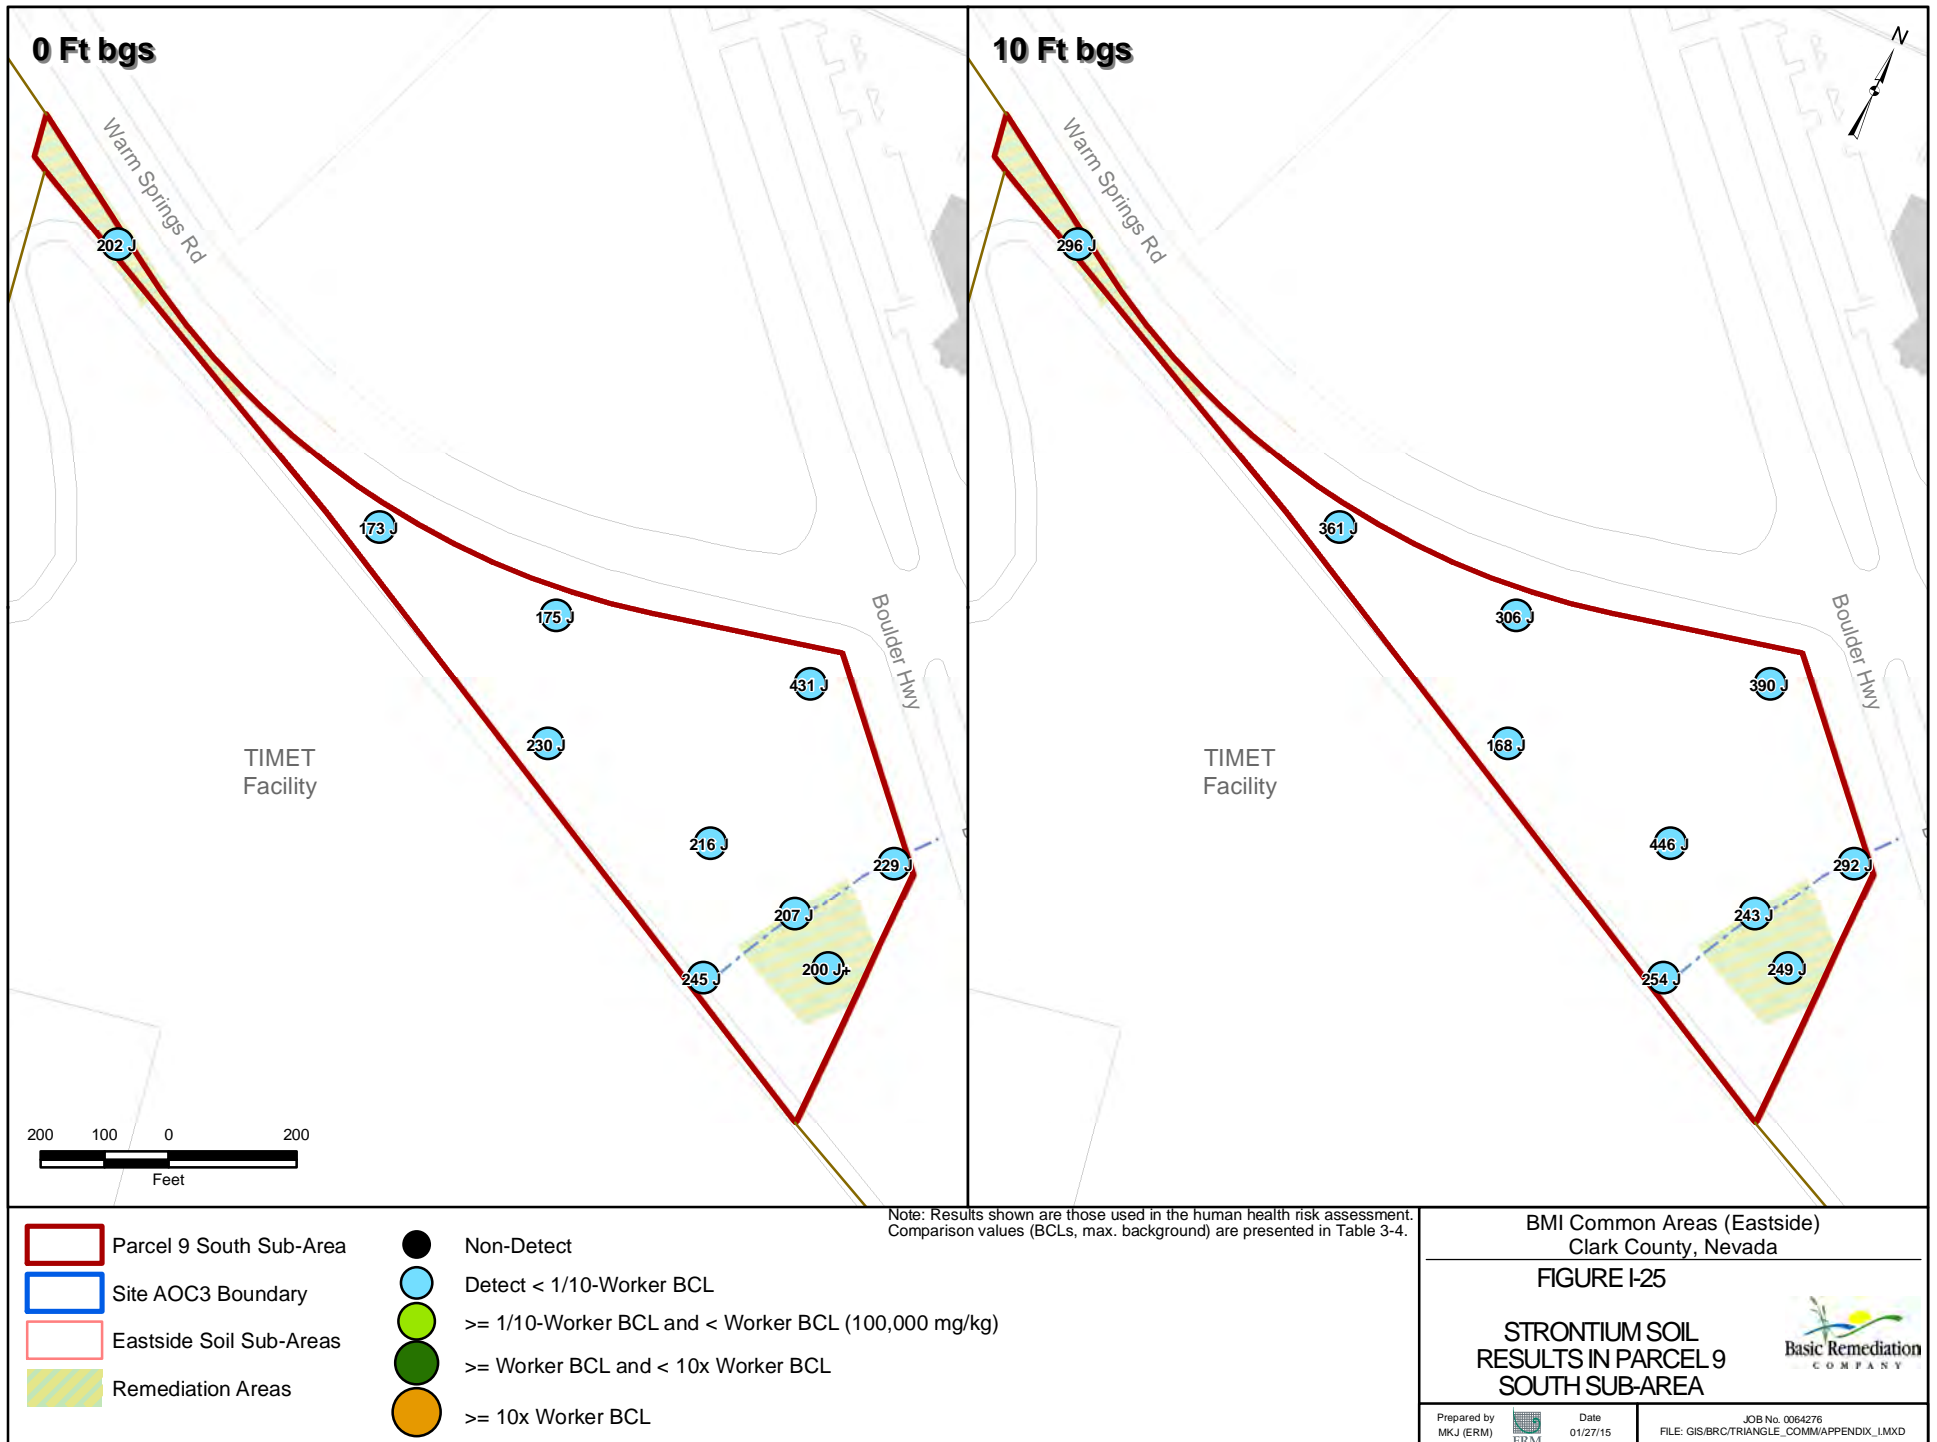 0 Ft bgs
Warm Springs Rd
202 J
173 J
175 J
431 J
Boulder Hwy
230 J
TIMET
Facility
216 J
229 J
207 J
200 J+
245 J
200 100 0 200
Feet
10 Ft bgs
N
Warm Springs Rd
296 J
361 J
306 J
390 J
Boulder Hwy
168 J
TIMET
Facility
446 J
292 J
243 J
249 J
254 J
Parcel 9 South Sub-Area
Site AOC3 Boundary
Eastside Soil Sub-Areas
Remediation Areas
Non-Detect
Detect < 1/10-Worker BCL
>= 1/10-Worker BCL and < Worker BCL (100,000 mg/kg)
>= Worker BCL and < 10x Worker BCL
>= 10x Worker BCL
Note: Results shown are those used in the human health risk assessment.
Comparison values (BCLs, max. background) are presented in Table 3-4.
BMI Common Areas (Eastside)
Clark County, Nevada
FIGURE I-25
STRONTIUM SOIL
RESULTS IN PARCEL 9
SOUTH SUB-AREA
Basic Remediation
COMPANY
Prepared by
MKJ (ERM)
ERM
Date
01/27/15
JOB No. 0064276
FILE: GIS/BRC/TRIANGLE_COMM/APPENDIX_I.MXD